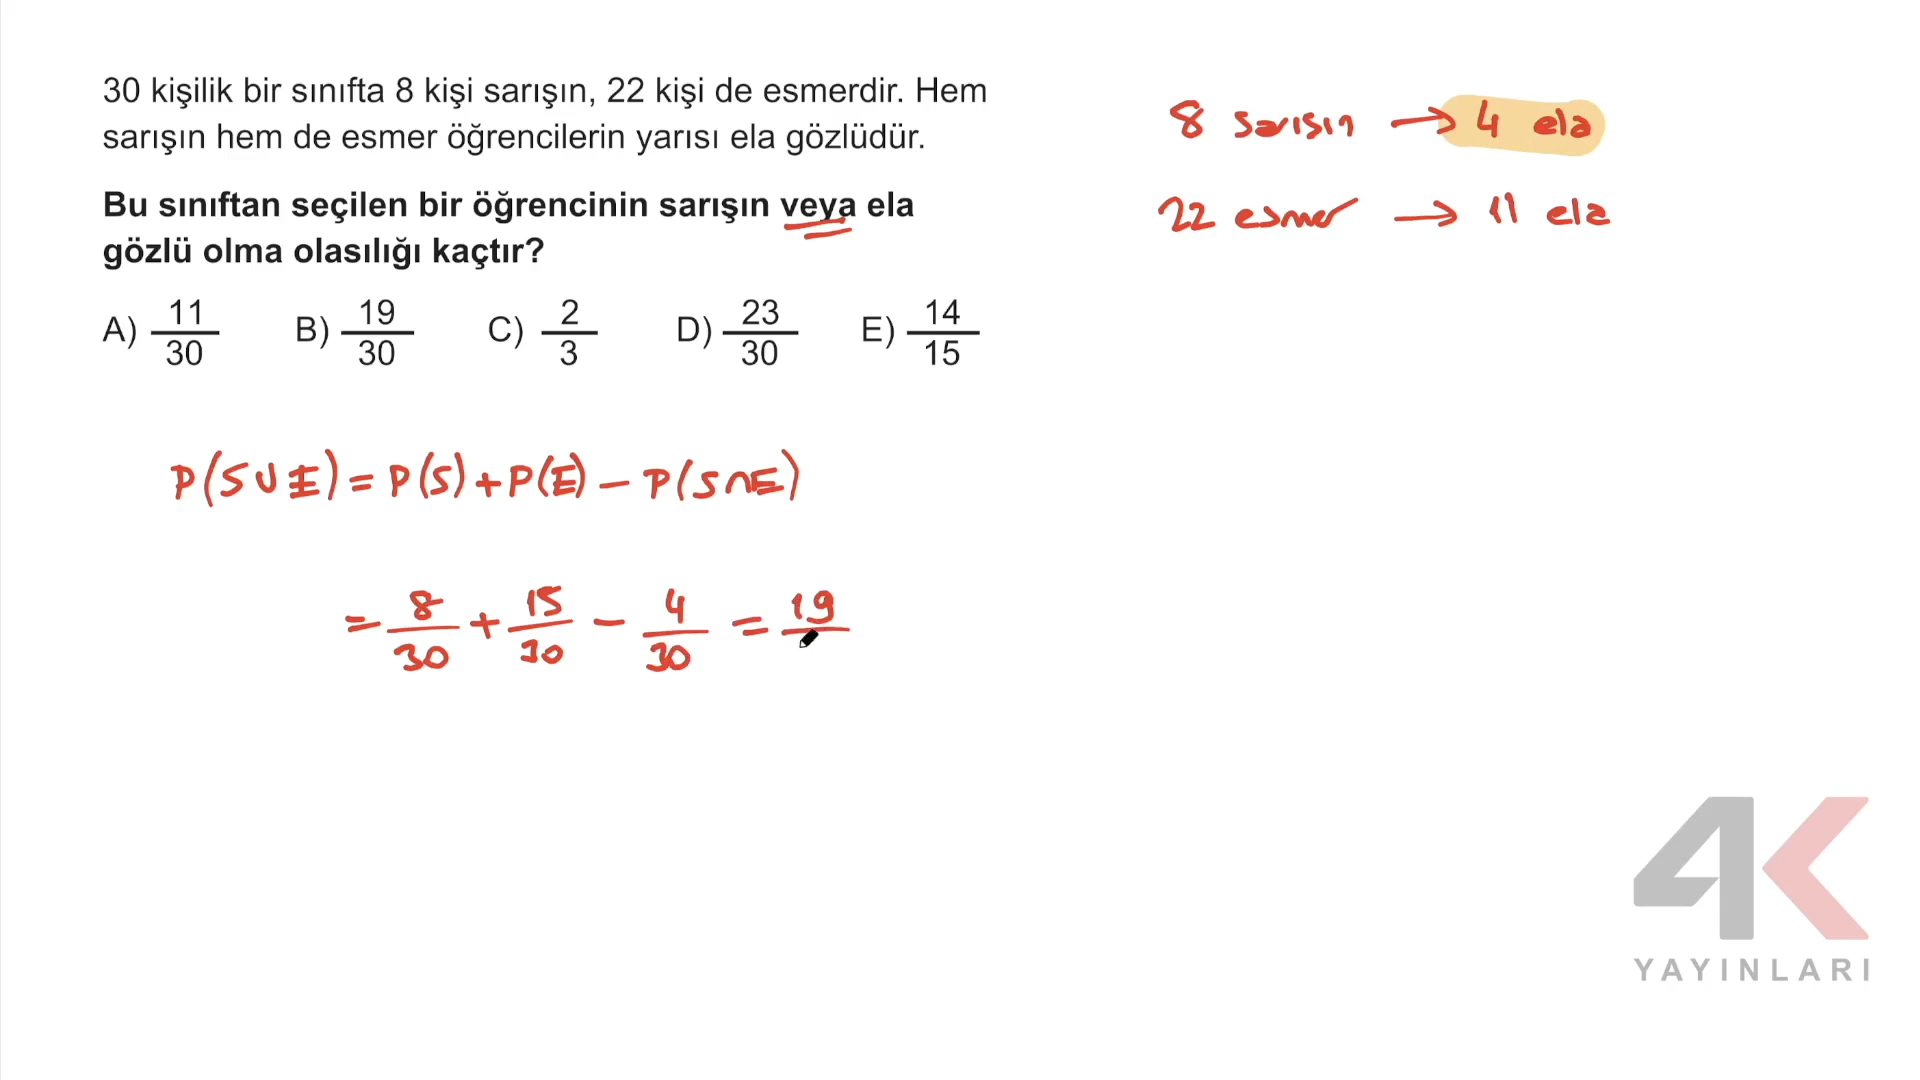 30 kişilik bir sınıfta 8 kişi sarışın, 22 kişi de esmerdir. Hem
sarışın hem de esmer öğrencilerin yarısı ela gözlüdür.
Bu sınıftan seçilen bir öğrencinin sarışın veya ela
gözlü olma olasılığı kaçtır?
A) 11/30 B) 19/30 C) 2/3 D) 23/30 E) 14/15
8 sarışın → 4 ela
22 esmer → 11 ela
P(S∪E) = P(S) + P(E) − P(S∩E)
= 8/30 + 15/30 − 4/30 = 19/
4K
YAYINLARI